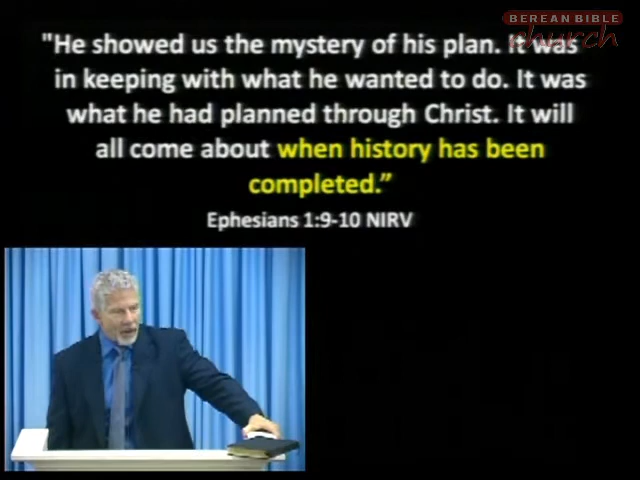 BEREAN BIBLE
church
"He showed us the mystery of his plan. It was
in keeping with what he wanted to do. It was
what he had planned through Christ. It will
all come about when history has been
completed.”
Ephesians 1:9-10 NIRV